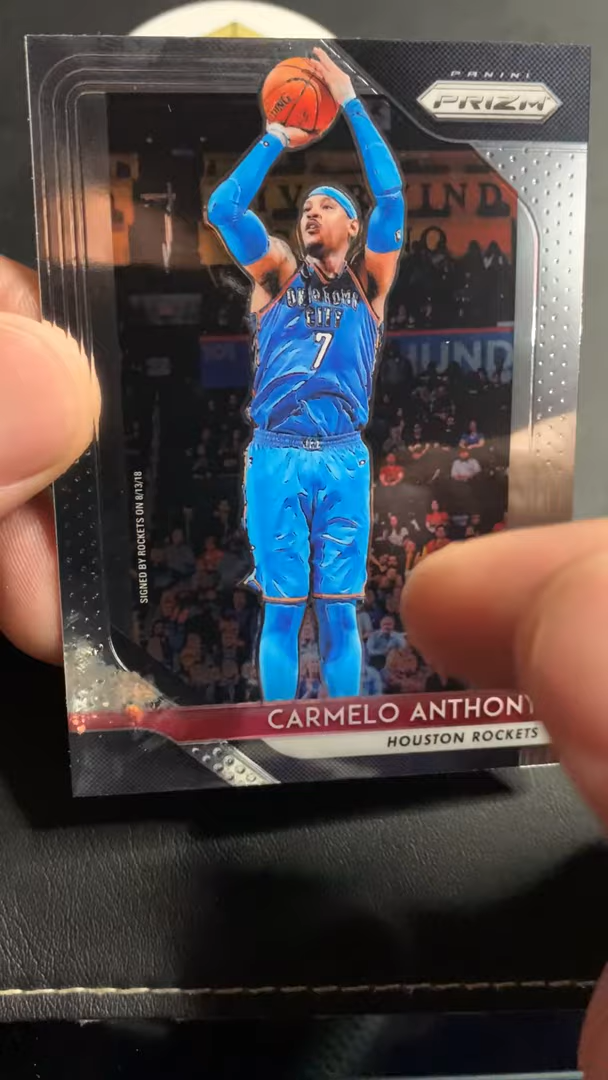 PANINI
PRIZM
OKLAHOMA
CITY
7
SIGNED BY ROCKETS ON 8/13/18
CARMELO ANTHONY
HOUSTON ROCKETS